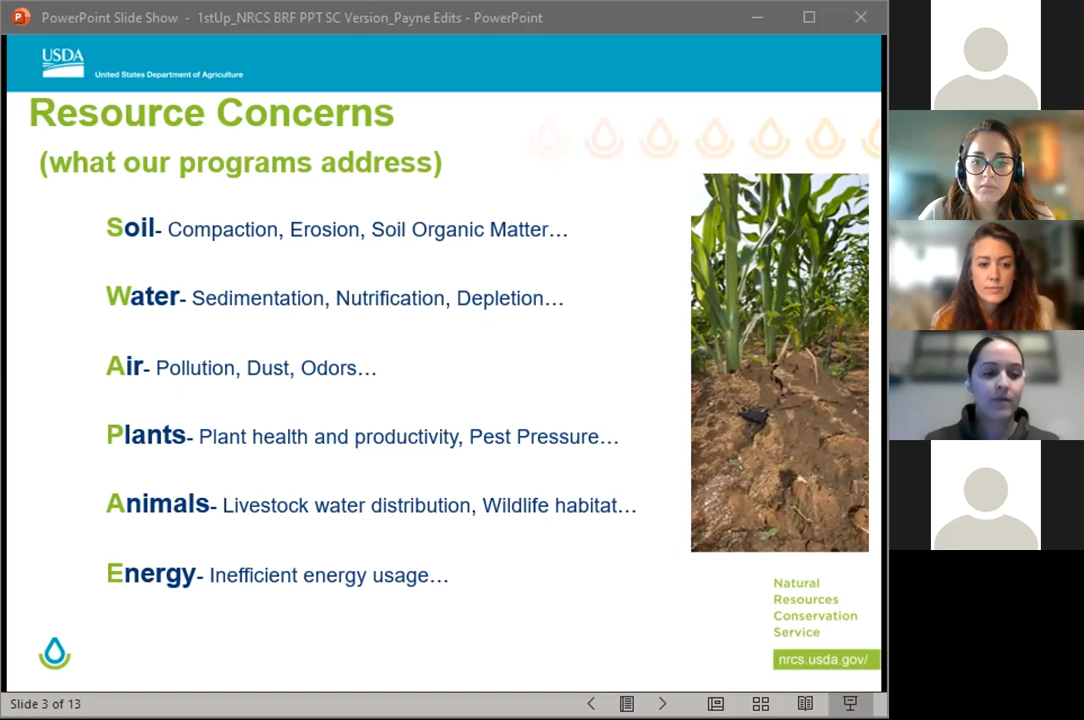 PowerPoint Slide Show - 1stUp_NRCS BRF PPT SC Version_Payne Edits - PowerPoint
USDA
United States Department of Agriculture
Resource Concerns
(what our programs address)
Soil- Compaction, Erosion, Soil Organic Matter…
Water- Sedimentation, Nutrification, Depletion…
Air- Pollution, Dust, Odors…
Plants- Plant health and productivity, Pest Pressure…
Animals- Livestock water distribution, Wildlife habitat…
Energy- Inefficient energy usage…
Natural
Resources
Conservation
Service
nrcs.usda.gov/
Slide 3 of 13